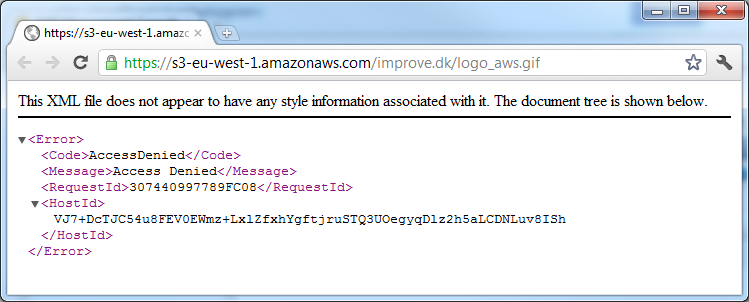 https://s3-eu-west-1.amazc
https://s3-eu-west-1.amazonaws.com/improve.dk/logo_aws.gif
This XML file does not appear to have any style information associated with it. The document tree is shown below.
<Error>
<Code>AccessDenied</Code>
<Message>Access Denied</Message>
<RequestId>307440997789FC08</RequestId>
<HostId>
VJ7+DcTJC54u8FEV0EWmz+LxlZfxhYgftjruSTQ3UOegyqDlz2h5aLCDNLuv8ISh
</HostId>
</Error>